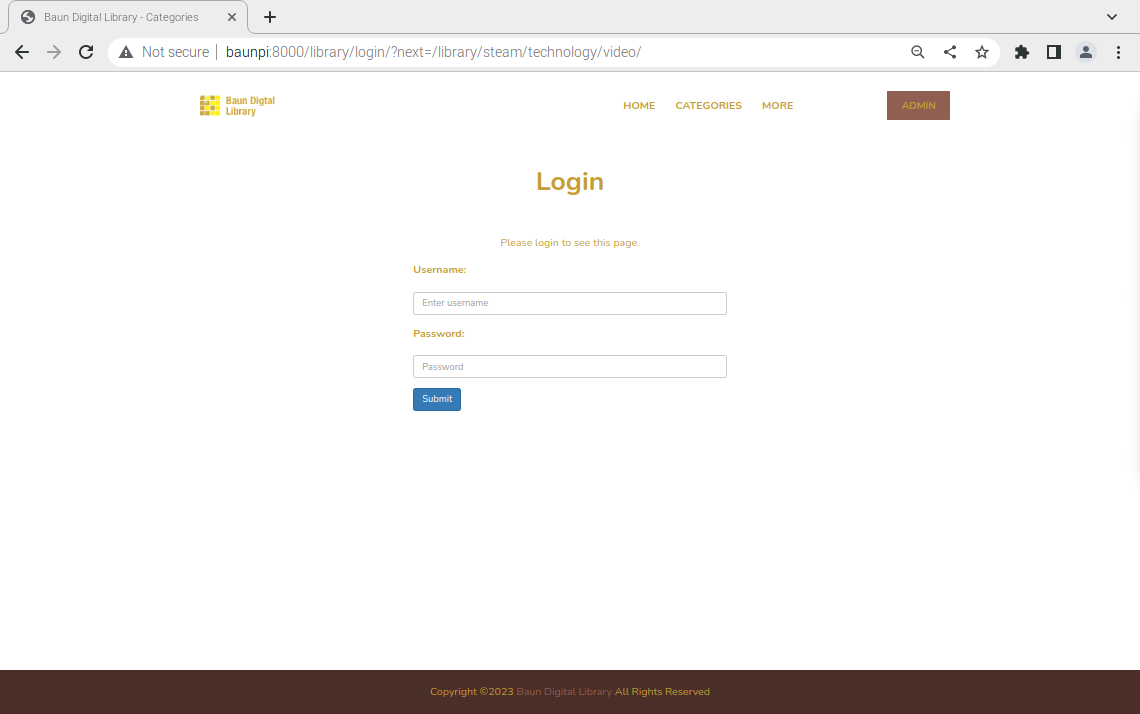 Baun Digital Library - Categories
Not secure | baunpi:8000/library/login/?next=/library/steam/technology/video/
Baun Digtal
Library
HOME CATEGORIES MORE ADMIN
Login
Please login to see this page.
Username:
Enter username
Password:
Password
Submit
Copyright ©2023 Baun Digital Library All Rights Reserved